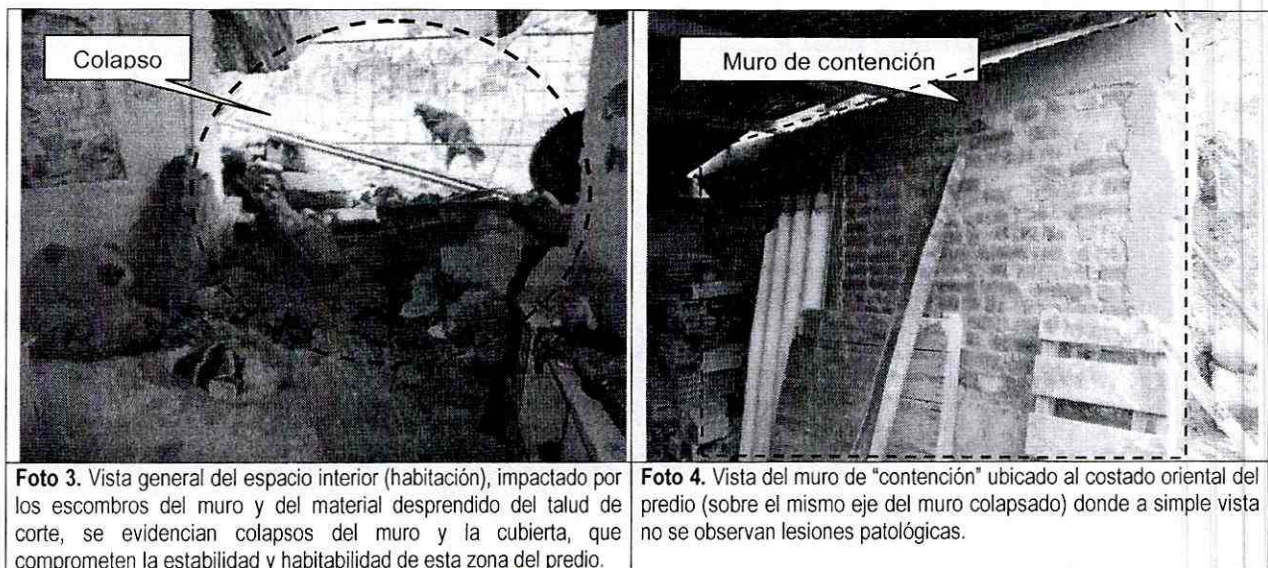 Colapso
Muro de contención
Foto 3. Vista general del espacio interior (habitación), impactado por
los escombros del muro y del material desprendido del talud de
corte, se evidencian colapsos del muro y la cubierta, que
comprometen la estabilidad y habitabilidad de esta zona del predio.
Foto 4. Vista del muro de "contención" ubicado al costado oriental del
predio (sobre el mismo eje del muro colapsado) donde a simple vista
no se observan lesiones patológicas.